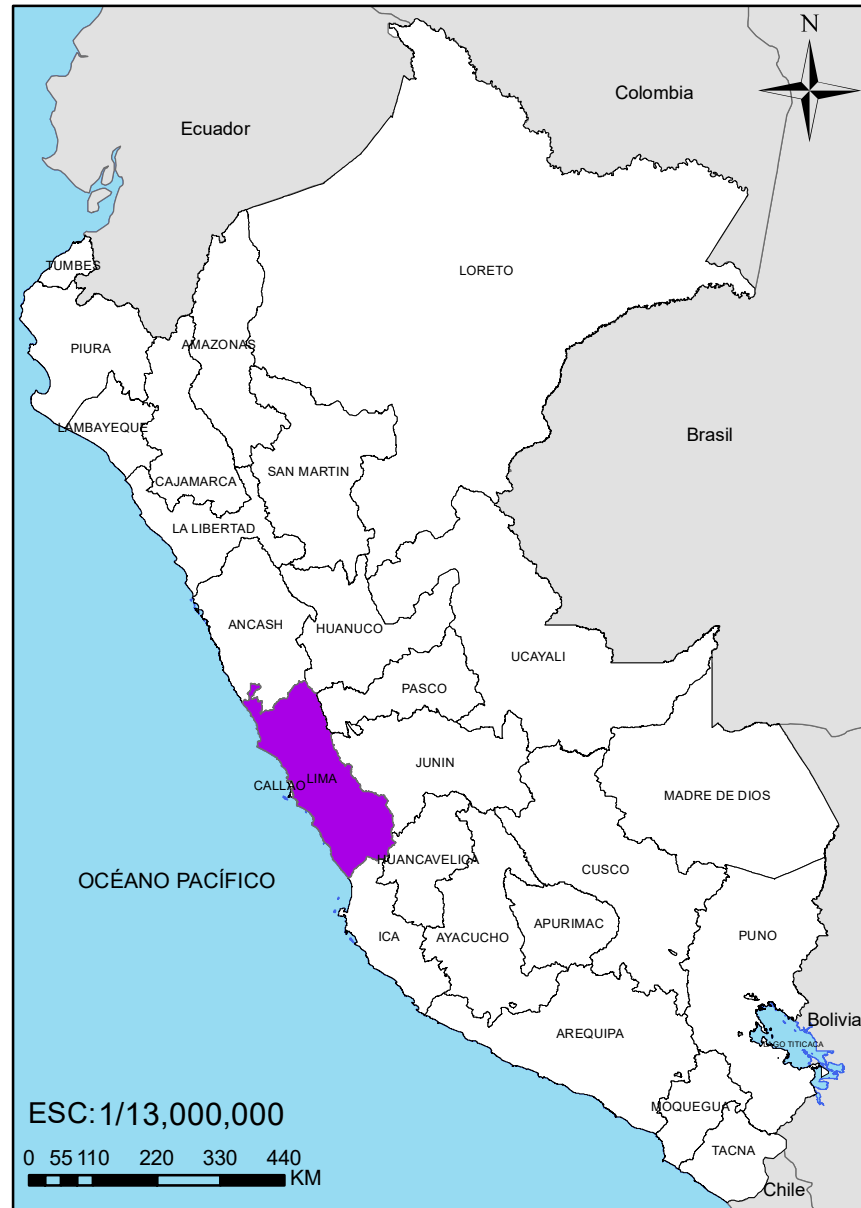 N
Colombia
Ecuador
TUMBES
LORETO
PIURA
AMAZONAS
LAMBAYEQUE
Brasil
SAN MARTIN
CAJAMARCA
LA LIBERTAD
ANCASH
HUANUCO
UCAYALI
PASCO
JUNIN
LIMA
CALLAO
MADRE DE DIOS
HUANCAVELICA
CUSCO
OCÉANO PACÍFICO
APURIMAC
ICA
AYACUCHO
PUNO
Bolivia
AREQUIPA
LAGO TITICACA
MOQUEGUA
ESC: 1/13,000,000
TACNA
0 55 110 220 330 440
KM
Chile